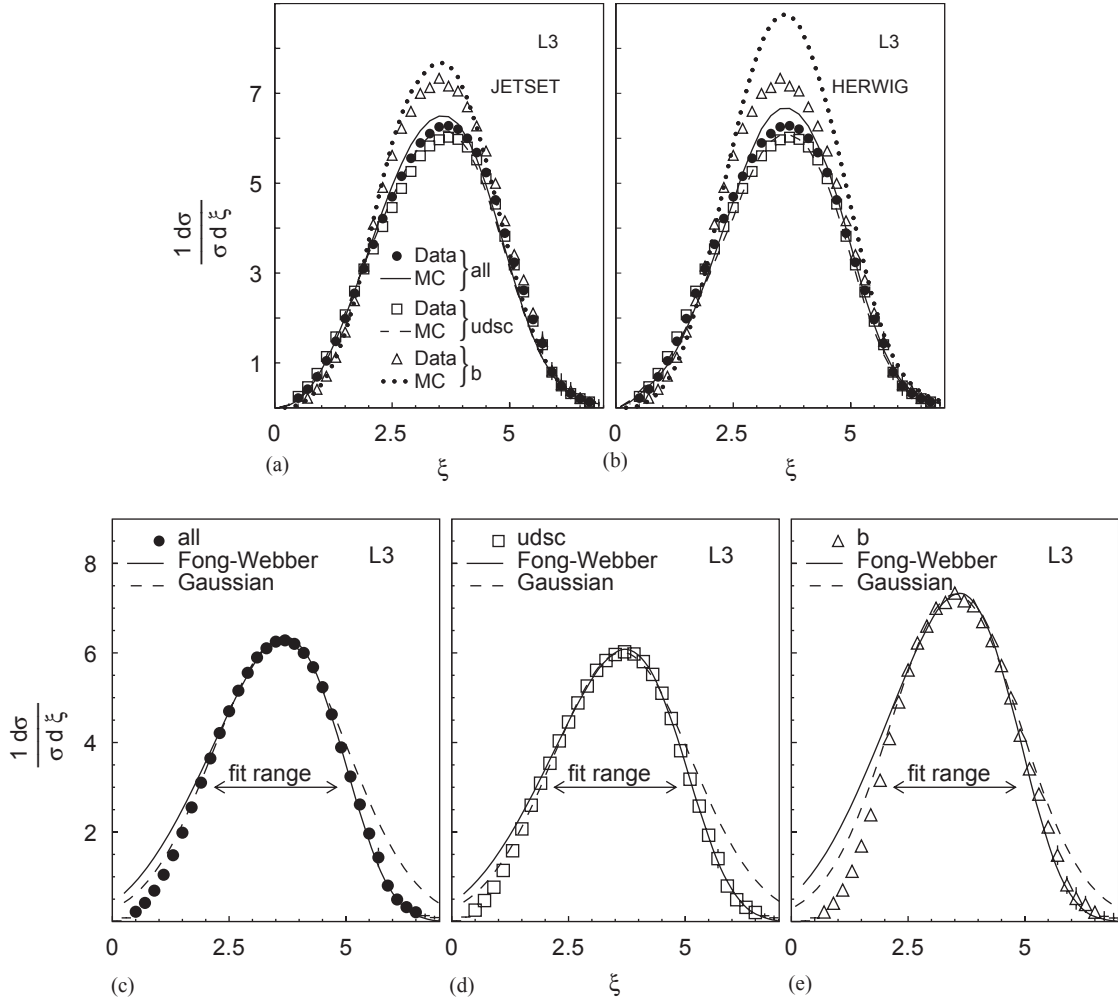 L3
JETSET
7
5
3
1
1 dσ
σ d ξ
Data
MC
all
Data
MC
udsc
Data
MC
b
0
2.5
5
(a)
ξ
L3
HERWIG
0
2.5
5
(b)
ξ
all
Fong-Webber
Gaussian
L3
8
6
4
2
1 dσ
σ d ξ
fit range
0
2.5
5
(c)
udsc
Fong-Webber
Gaussian
L3
fit range
0
2.5
5
(d)
ξ
b
Fong-Webber
Gaussian
L3
fit range
0
2.5
5
(e)